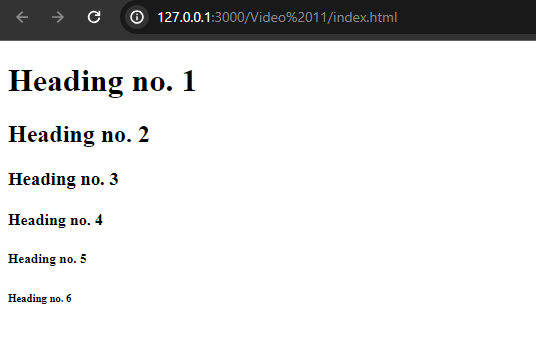 127.0.0.1:3000/Video%2011/index.html
Heading no. 1
Heading no. 2
Heading no. 3
Heading no. 4
Heading no. 5
Heading no. 6